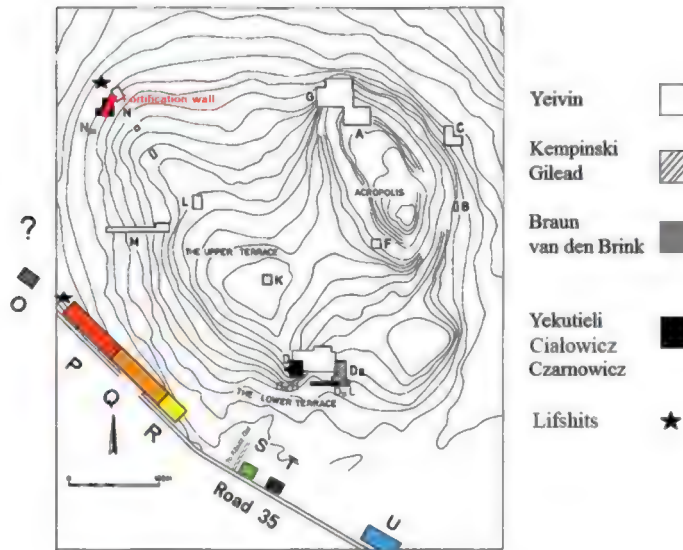 Fortification wall
N
G
A
C
ACROPOLIS
B
L
M
THE UPPER TERRACE
F
K
?
O
THE LOWER TERRACE
P
Q
R
S
T
Road 35
U
Yeivin
Kempinski
Gilead
Braun
van den Brink
Yekutieli
Ciałowicz
Czarnowicz
Lifshits